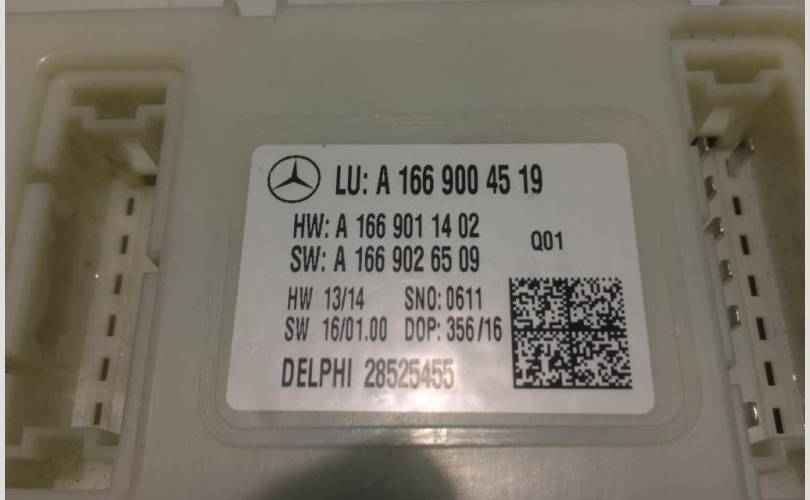 LU: A 166 900 45 19
HW: A 166 901 14 02
SW: A 166 902 65 09
Q01
HW 13/14 SNO: 0611
SW 16/01.00 DOP: 356/16
DELPHI 28525455